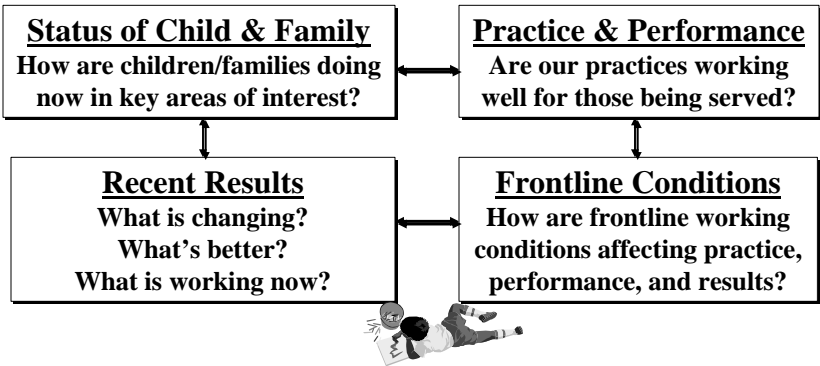 Status of Child & Family
How are children/families doing
now in key areas of interest?
Practice & Performance
Are our practices working
well for those being served?
Recent Results
What is changing?
What's better?
What is working now?
Frontline Conditions
How are frontline working
conditions affecting practice,
performance, and results?